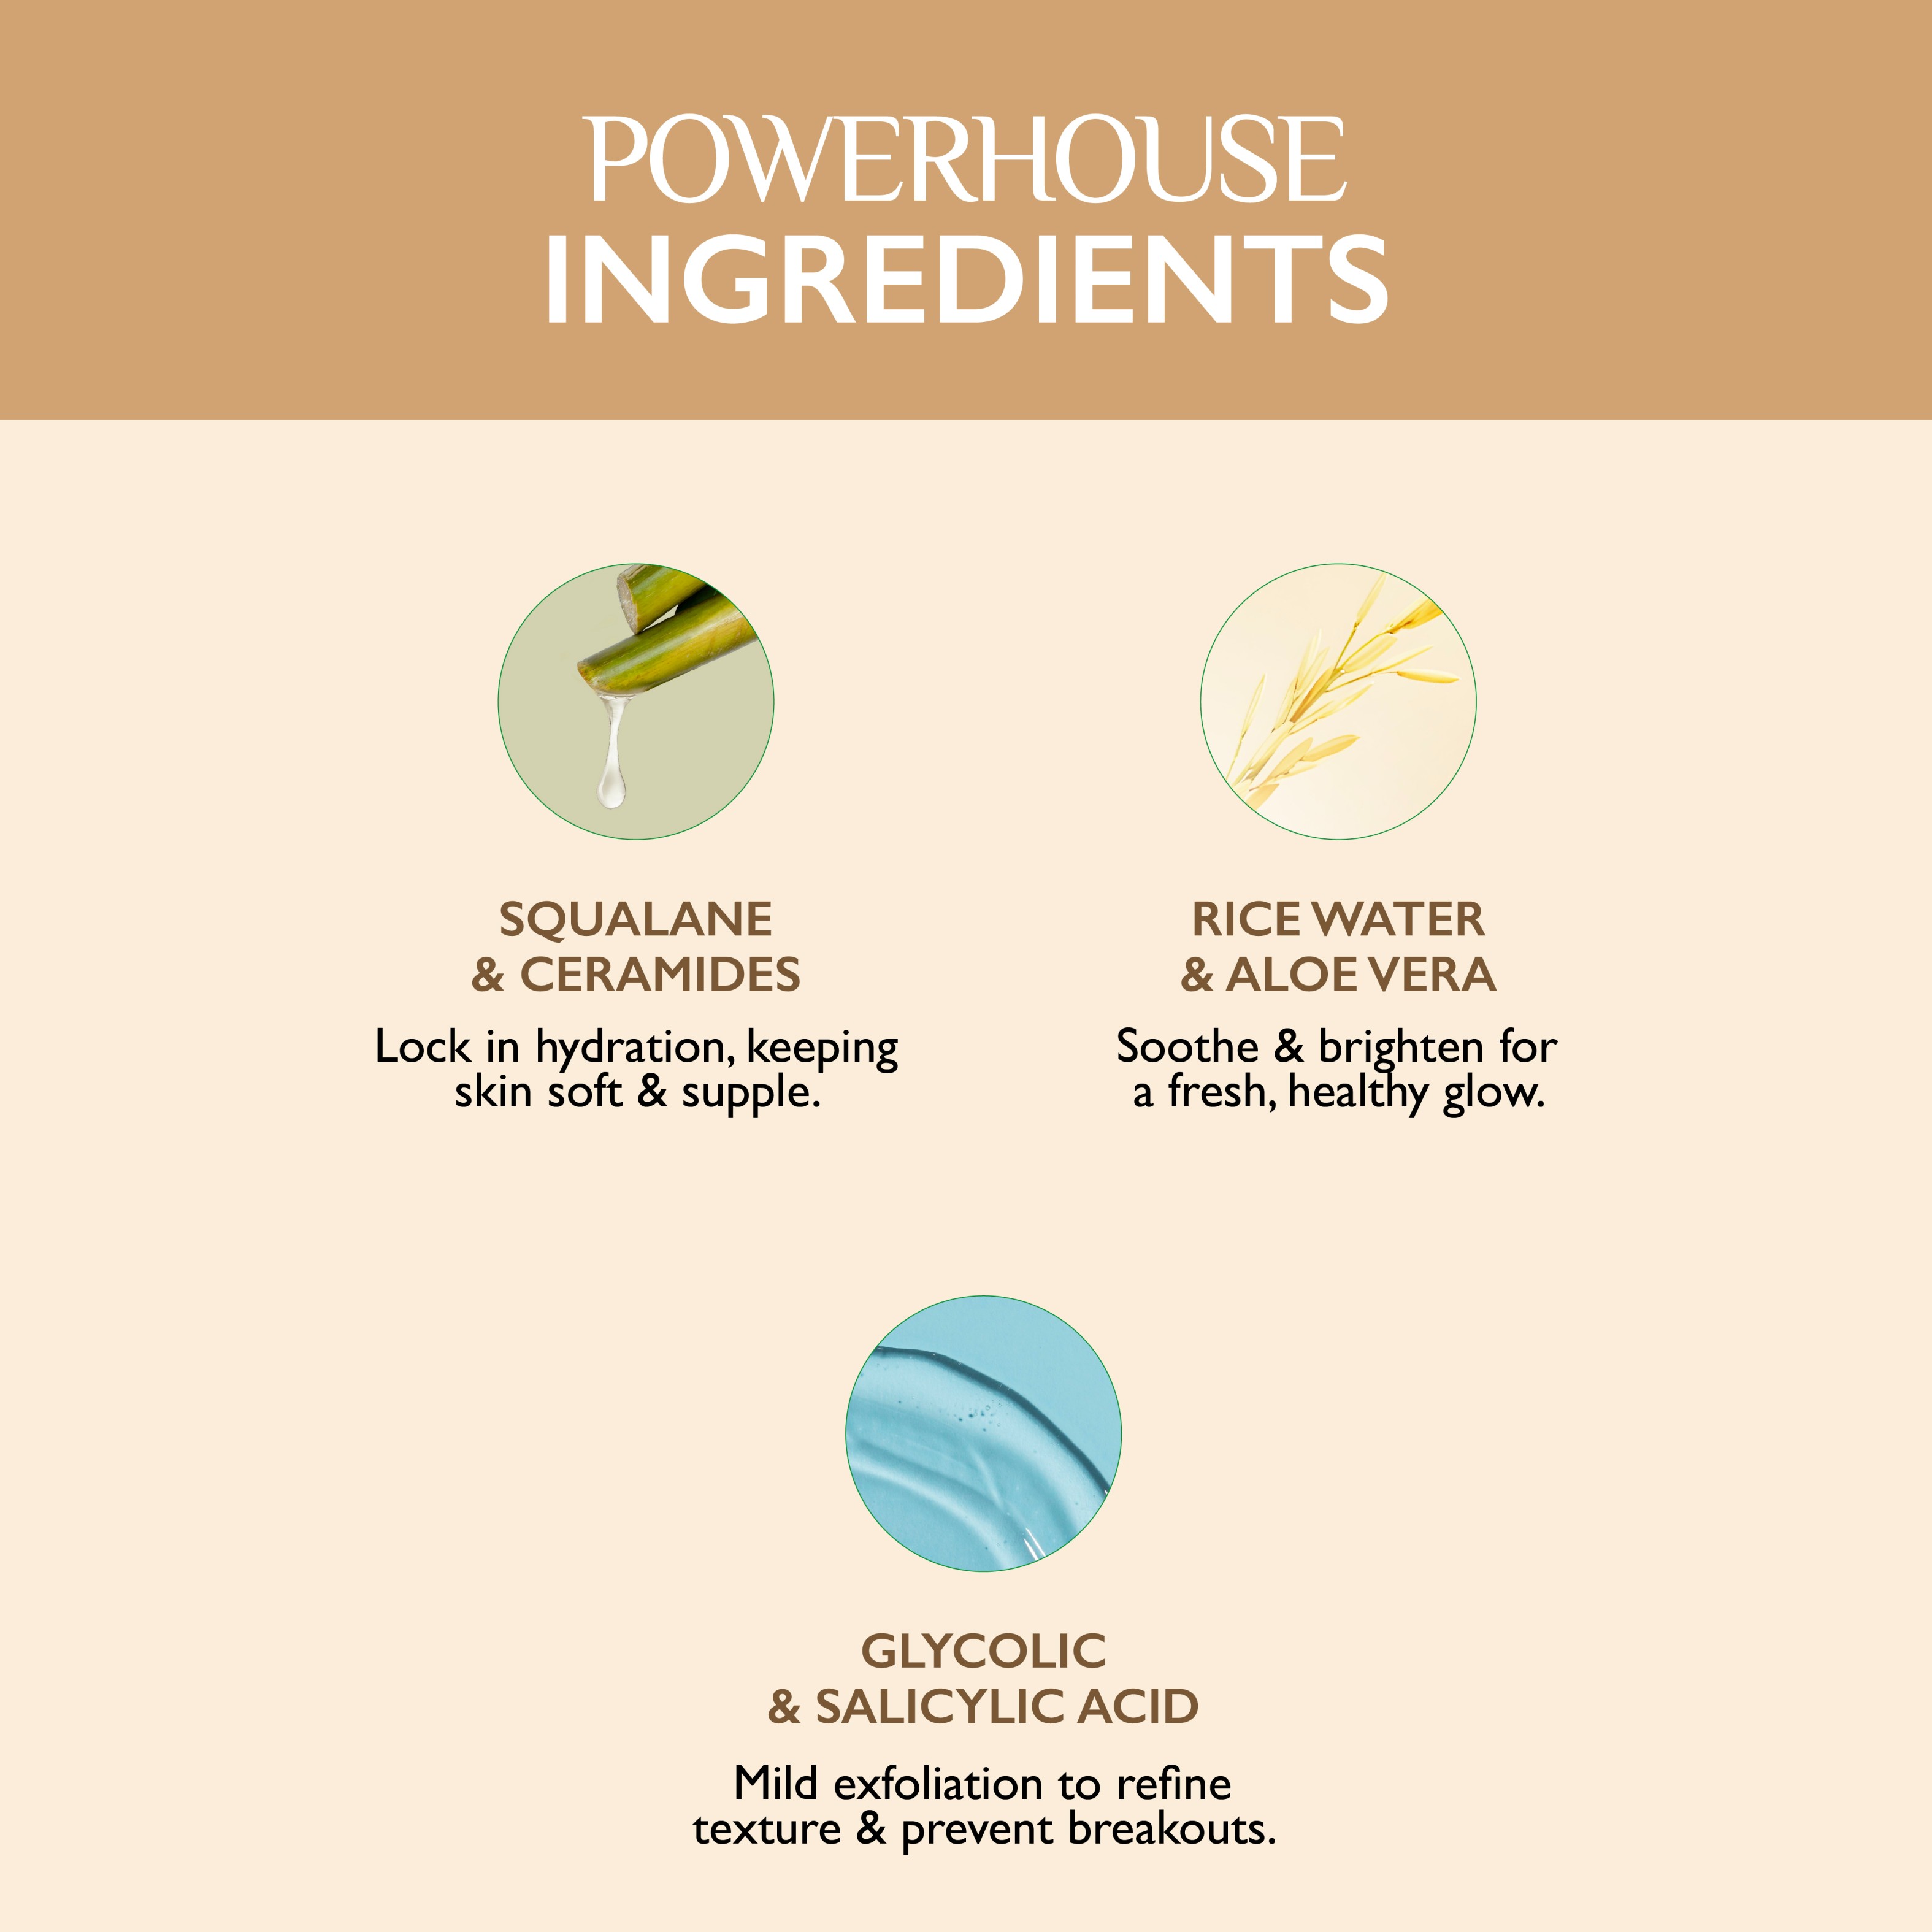 POWERHOUSE
INGREDIENTS
SQUALANE
& CERAMIDES
Lock in hydration, keeping
skin soft & supple.
RICE WATER
& ALOE VERA
Soothe & brighten for
a fresh, healthy glow.
GLYCOLIC
& SALICYLIC ACID
Mild exfoliation to refine
texture & prevent breakouts.